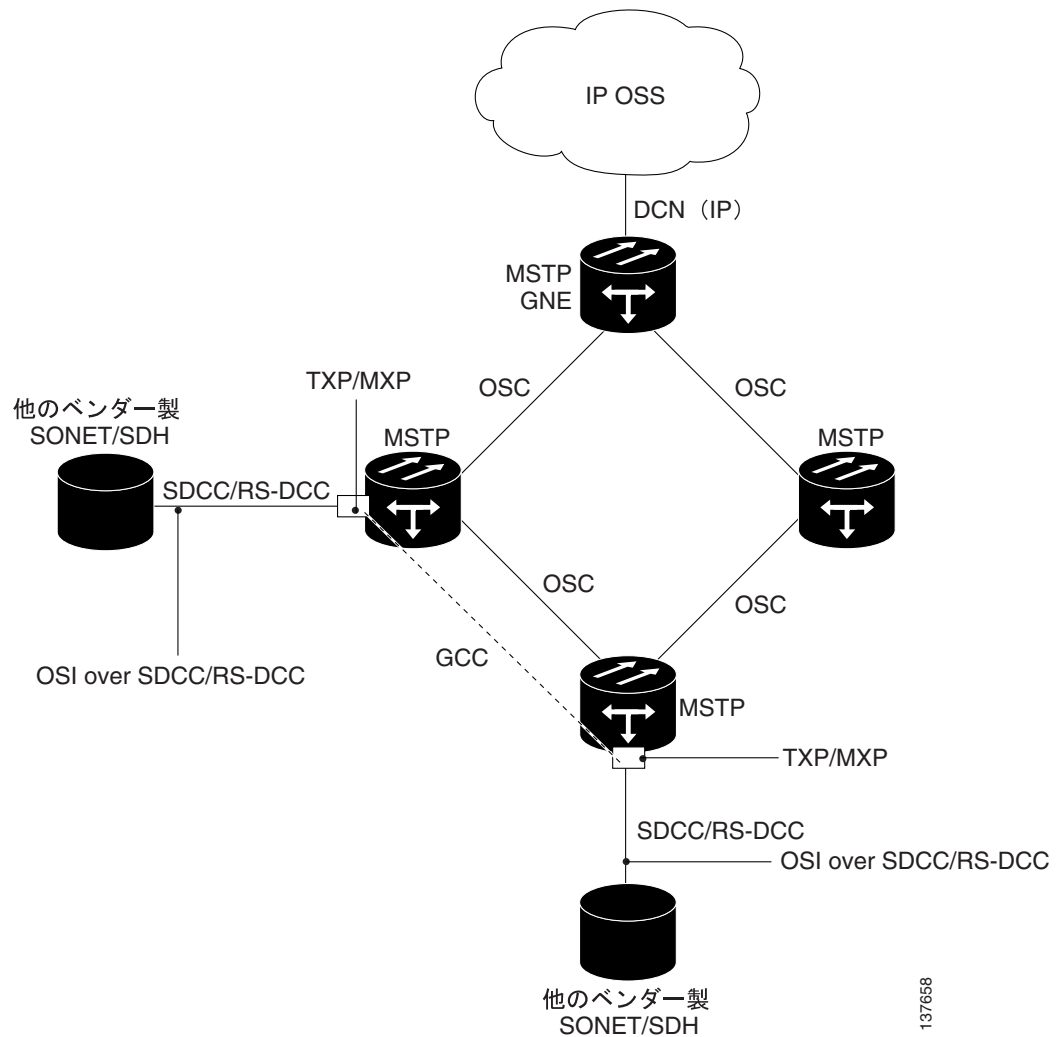 IP OSS
DCN（IP）
MSTP
GNE
OSC
OSC
TXP/MXP
他のベンダー製
SONET/SDH
MSTP
MSTP
SDCC/RS-DCC
OSC
OSC
GCC
OSI over SDCC/RS-DCC
MSTP
TXP/MXP
SDCC/RS-DCC
OSI over SDCC/RS-DCC
他のベンダー製
SONET/SDH
137658